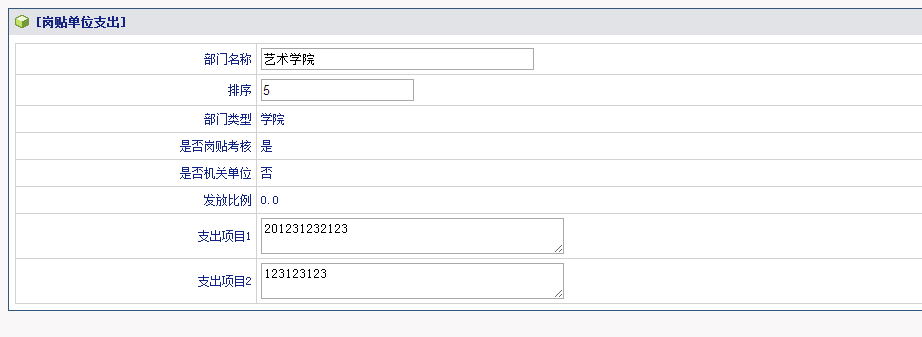 [岗贴单位支出]
部门名称 艺术学院
排序 5
部门类型 学院
是否岗贴考核 是
是否机关单位 否
发放比例 0.0
支出项目1 201231232123
支出项目2 123123123